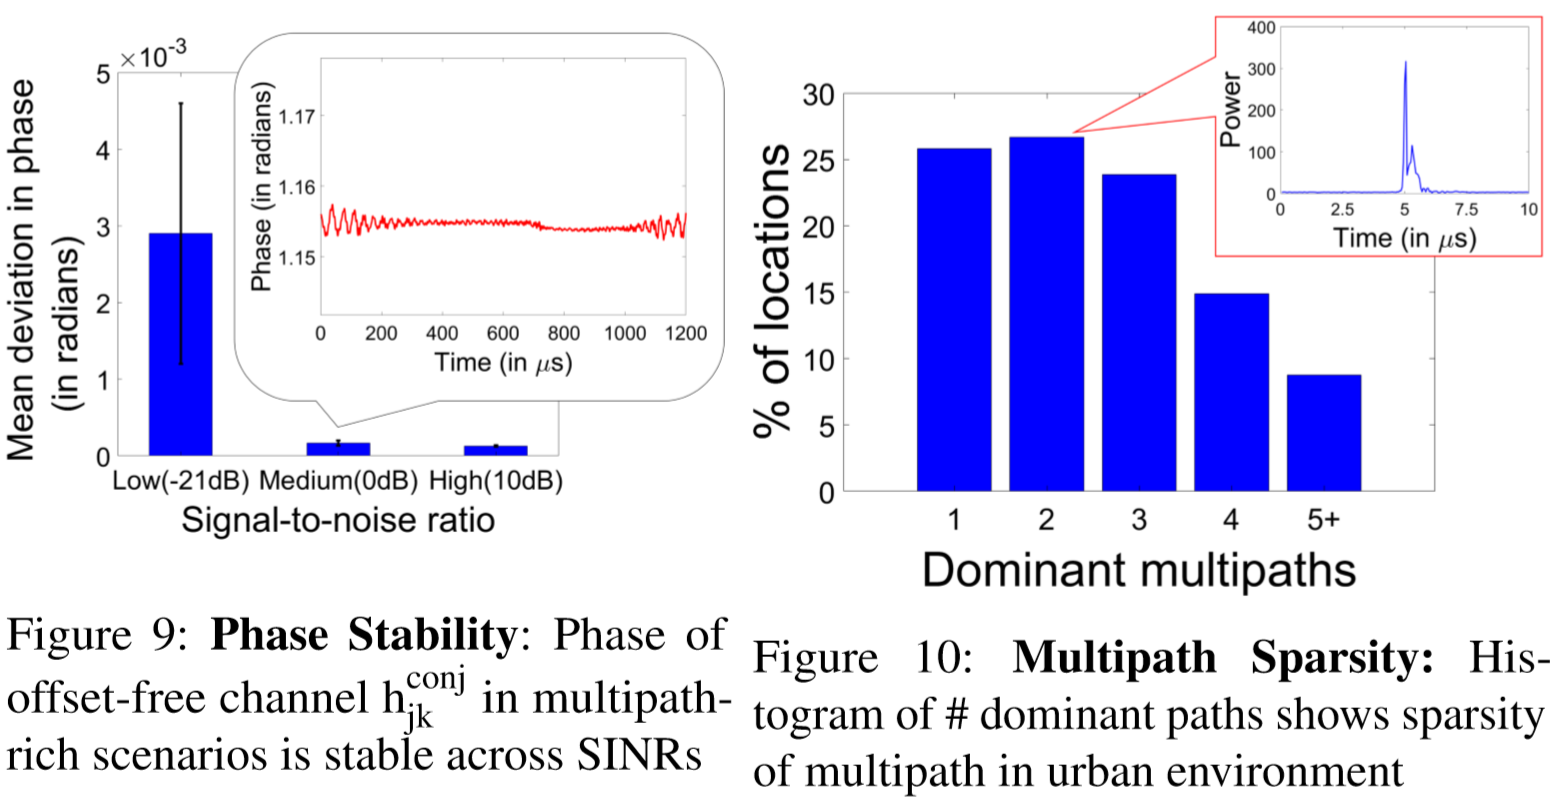 ×10-3
5
4
3
2
1
0
Mean deviation in phase
(in radians)
Low(-21dB) Medium(0dB) High(10dB)
Signal-to-noise ratio
1.17
1.16
1.15
Phase (in radians)
0 200 400 600 800 1000 1200
Time (in μs)
Figure 9: Phase Stability: Phase of
offset-free channel h conj jk in multipath-
rich scenarios is stable across SINRs
30
25
20
15
10
5
0
% of locations
1 2 3 4 5+
Dominant multipaths
400
300
200
100
0
Power
0 2.5 5 7.5 10
Time (in μs)
Figure 10: Multipath Sparsity: His-
togram of # dominant paths shows sparsity
of multipath in urban environment